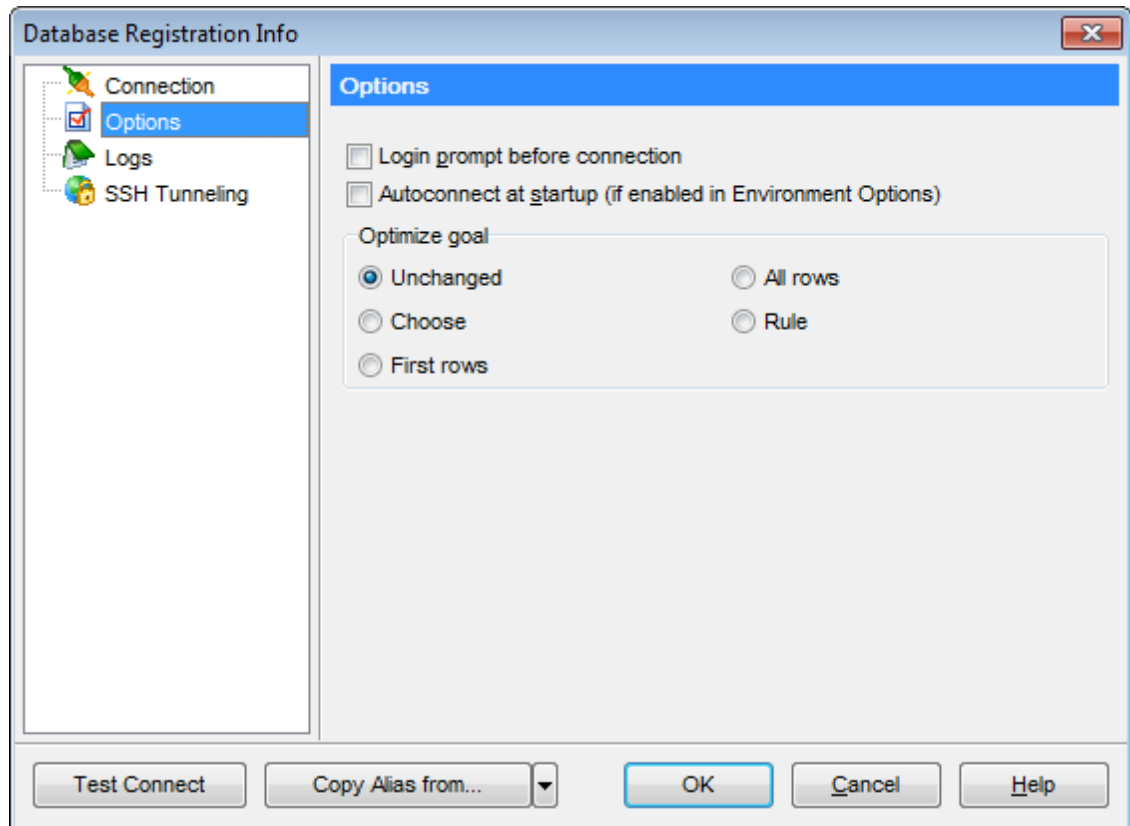 Database Registration Info
Connection
Options
Logs
SSH Tunneling
Options
Login prompt before connection
Autoconnect at startup (if enabled in Environment Options)
Optimize goal
Unchanged
All rows
Choose
Rule
First rows
Test Connect
Copy Alias from...
OK
Cancel
Help